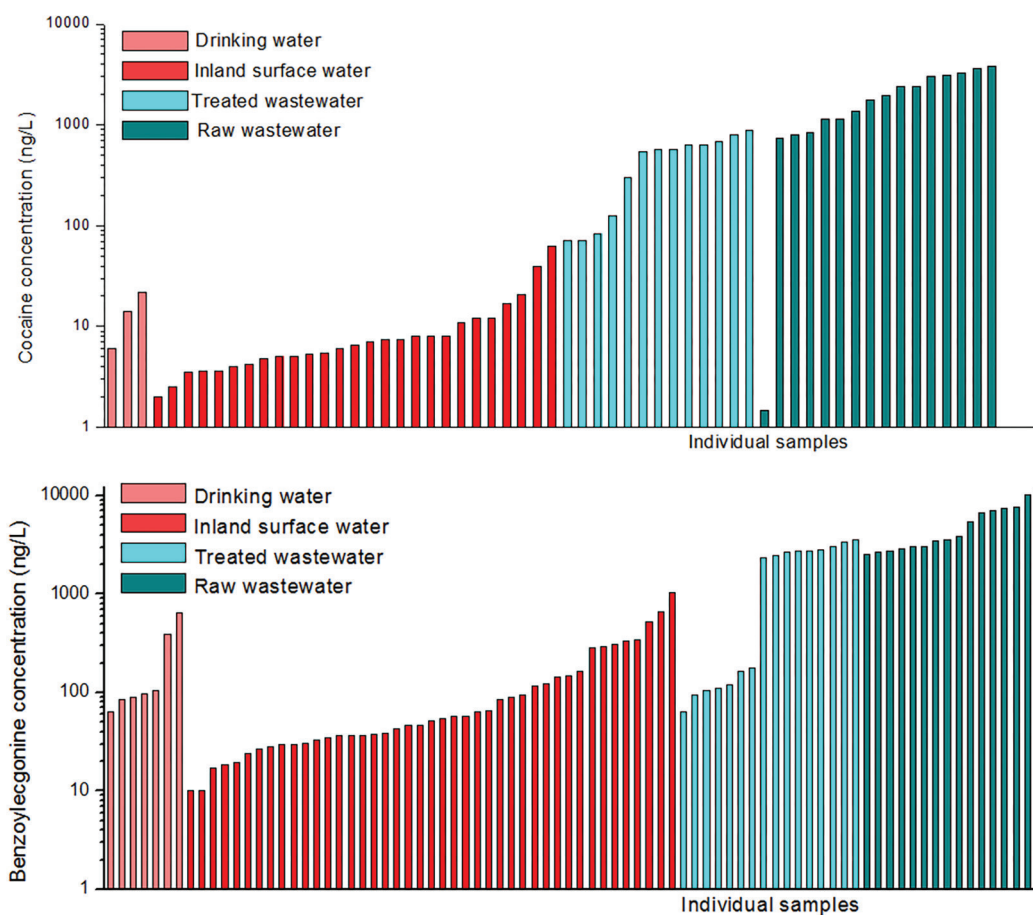 Cocaine concentration (ng/L)
10000
1000
100
10
1
Drinking water
Inland surface water
Treated wastewater
Raw wastewater
Individual samples
Benzoylecgonine concentration (ng/L)
10000
1000
100
10
1
Drinking water
Inland surface water
Treated wastewater
Raw wastewater
Individual samples